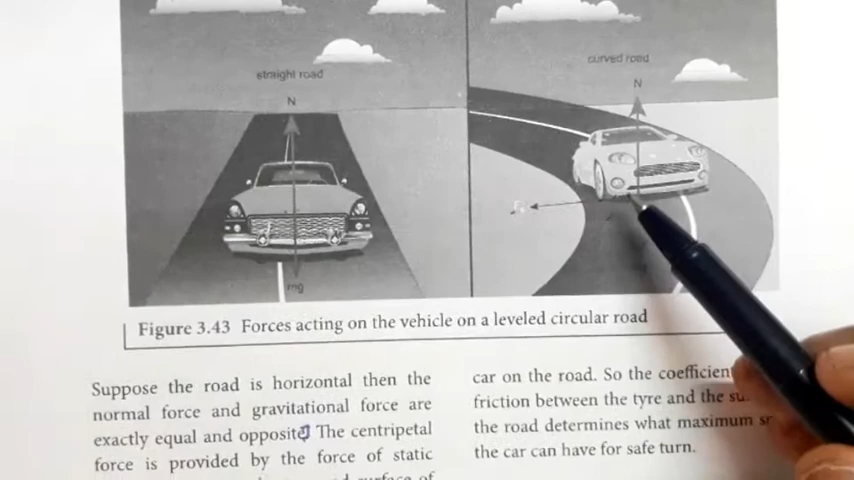 straight road
N
mg
curved road
N
Figure 3.43 Forces acting on the vehicle on a leveled circular road
Suppose the road is horizontal then the
normal force and gravitational force are
exactly equal and opposite. The centripetal
force is provided by the force of static
surface of
car on the road. So the coefficient
friction between the tyre and the
the road determines what maximum
the car can have for safe turn.